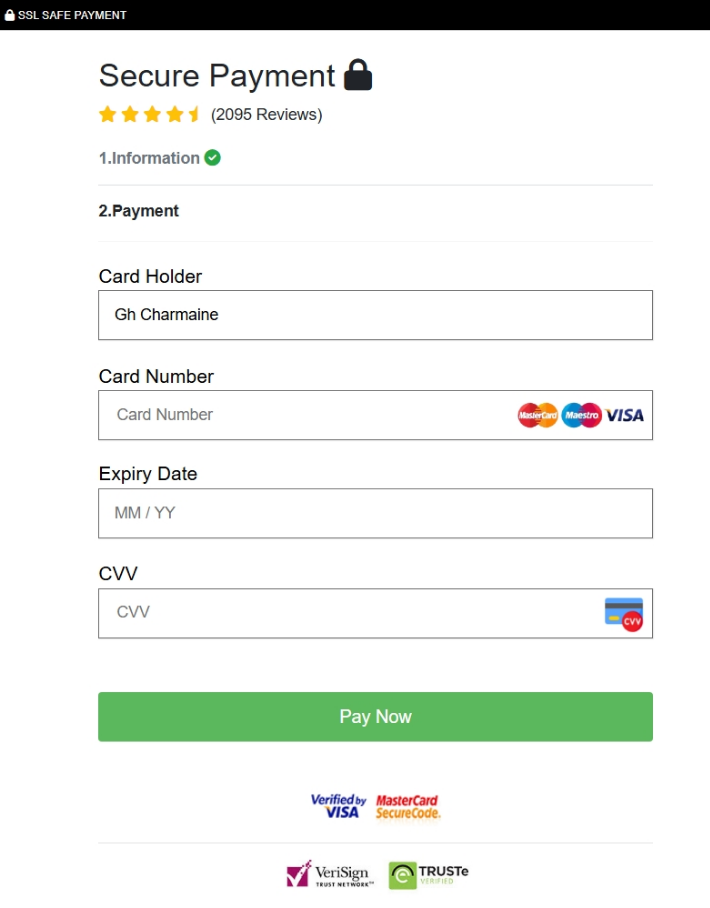 SSL SAFE PAYMENT
Secure Payment
(2095 Reviews)
1.Information
2.Payment
Card Holder
Gh Charmaine
Card Number
Card Number MasterCard Maestro VISA
Expiry Date
MM / YY
CVV
CVV CVV
Pay Now
Verified by VISA
MasterCard SecureCode.
VeriSign TRUST NETWORK™
TRUSTe VERIFIED